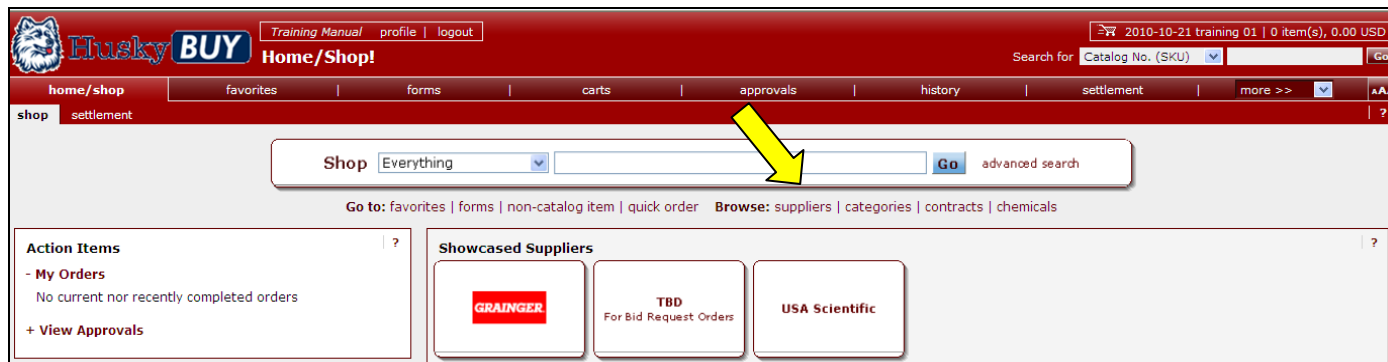 Husky BUY
Training Manual profile | logout
Home/Shop!
2010-10-21 training 01 | 0 item(s), 0.00 USD
Search for Catalog No. (SKU) Go
home/shop favorites | forms | carts | approvals | history | settlement | more >> AA
shop settlement | ?
Shop Everything Go advanced search
Go to: favorites | forms | non-catalog item | quick order Browse: suppliers | categories | contracts | chemicals
Action Items | ?
- My Orders
No current nor recently completed orders
+ View Approvals
Showcased Suppliers | ?
GRAINGER
TBD
For Bid Request Orders
USA Scientific